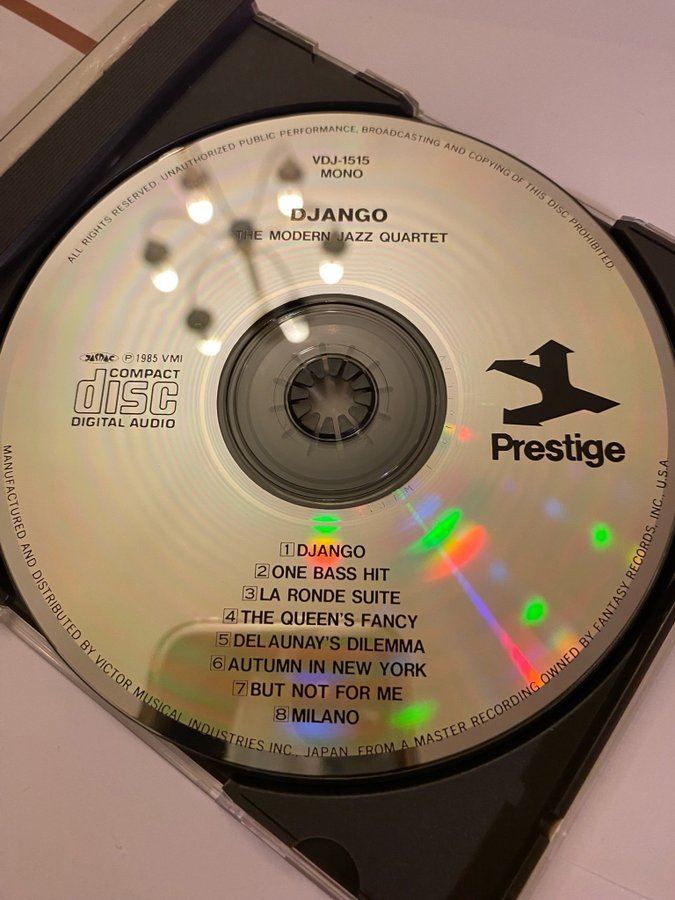 ALL RIGHTS RESERVED. UNAUTHORIZED PUBLIC PERFORMANCE, BROADCASTING AND COPYING OF THIS DISC PROHIBITED.
VDJ-1515
MONO
DJANGO
THE MODERN JAZZ QUARTET
JASRAC Ⓟ 1985 VMI
COMPACT
disc
DIGITAL AUDIO
Prestige
1 DJANGO
2 ONE BASS HIT
3 LA RONDE SUITE
4 THE QUEEN'S FANCY
5 DELAUNAY'S DILEMMA
6 AUTUMN IN NEW YORK
7 BUT NOT FOR ME
8 MILANO
MANUFACTURED AND DISTRIBUTED BY VICTOR MUSICAL INDUSTRIES INC., JAPAN, FROM A MASTER RECORDING OWNED BY FANTASY RECORDS, INC., U.S.A